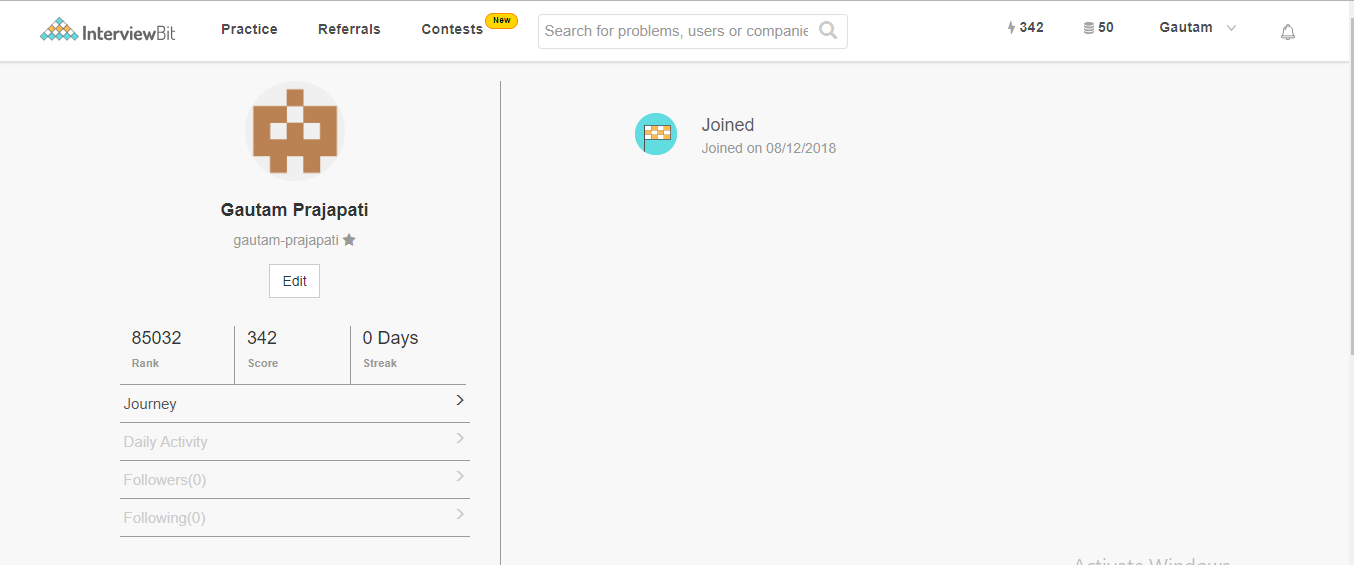 InterviewBit Practice Referrals Contests New Search for problems, users or companie 342 50 Gautam
Gautam Prajapati
gautam-prajapati
Edit
85032 342 0 Days
Rank Score Streak
Journey
Daily Activity
Followers(0)
Following(0)
Joined
Joined on 08/12/2018
Activate Windows